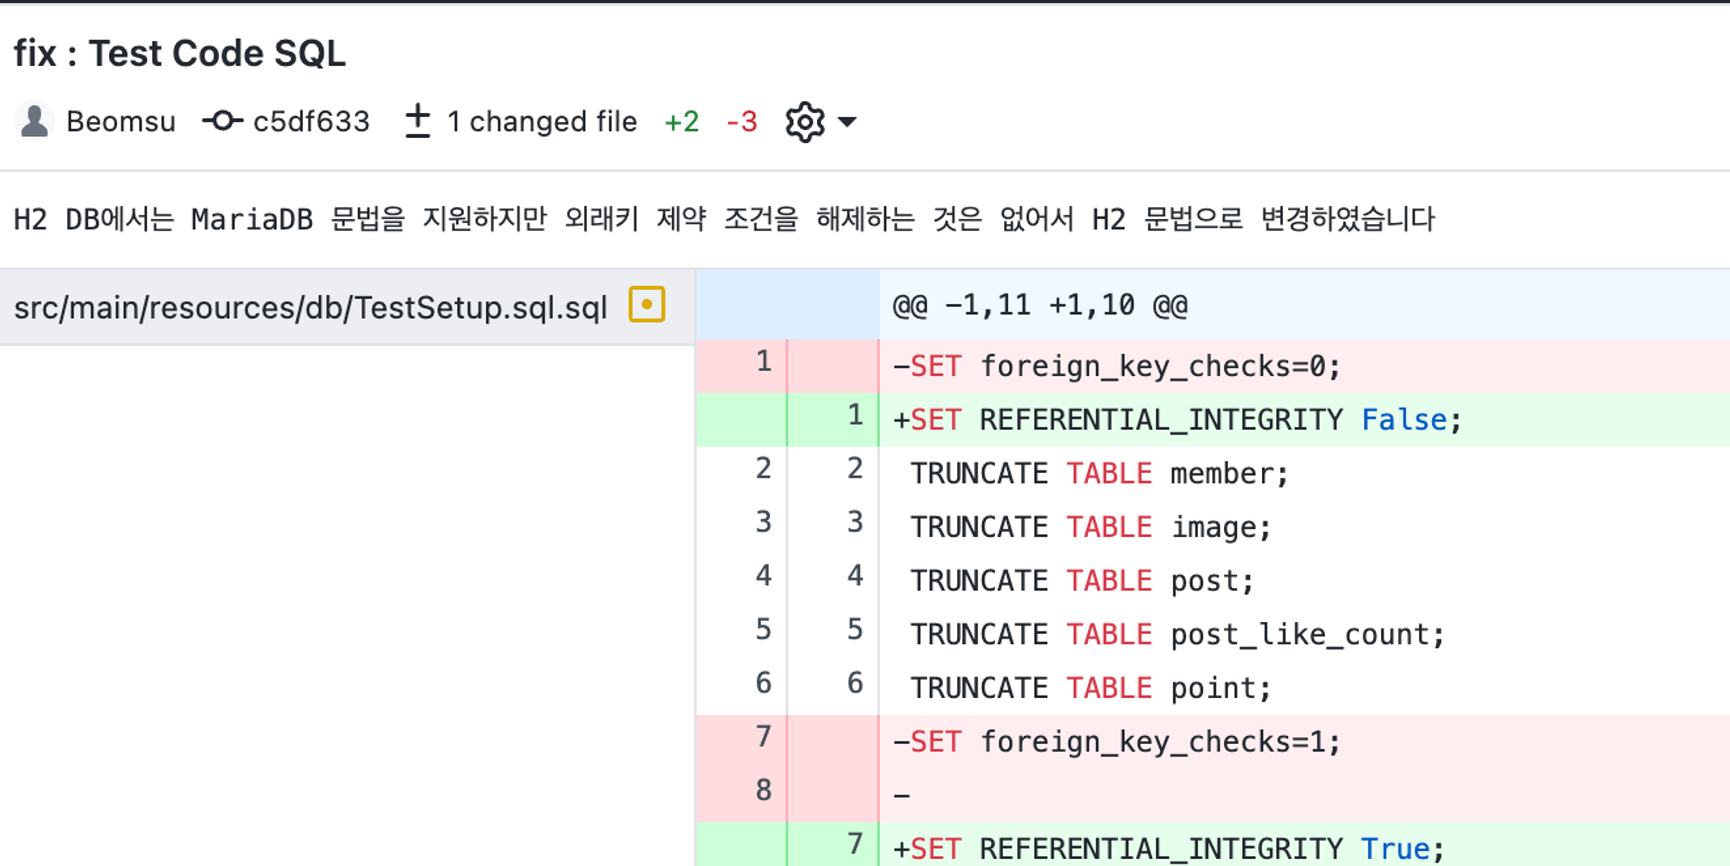 fix : Test Code SQL
Beomsu c5df633 1 changed file +2 -3
H2 DB에서는 MariaDB 문법을 지원하지만 외래키 제약 조건을 해제하는 것은 없어서 H2 문법으로 변경하였습니다
src/main/resources/db/TestSetup.sql.sql
@@ -1,11 +1,10 @@
1 -SET foreign_key_checks=0;
1 +SET REFERENTIAL_INTEGRITY False;
2 2 TRUNCATE TABLE member;
3 3 TRUNCATE TABLE image;
4 4 TRUNCATE TABLE post;
5 5 TRUNCATE TABLE post_like_count;
6 6 TRUNCATE TABLE point;
7 -SET foreign_key_checks=1;
8 -
7 +SET REFERENTIAL_INTEGRITY True;